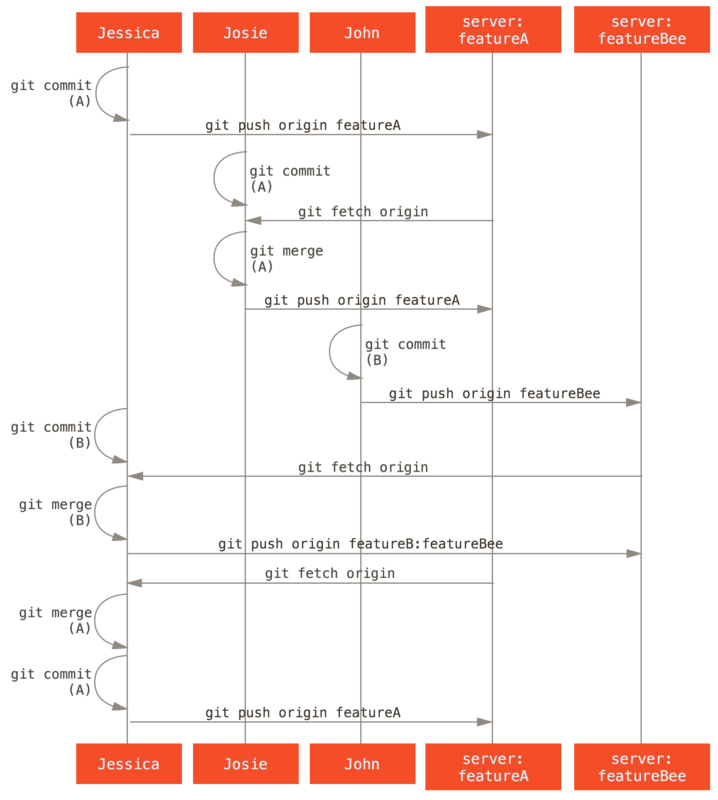 Jessica
Josie
John
server:
featureA
server:
featureBee
git commit
(A)
git push origin featureA
git commit
(A)
git fetch origin
git merge
(A)
git push origin featureA
git commit
(B)
git push origin featureBee
git commit
(B)
git fetch origin
git merge
(B)
git push origin featureB:featureBee
git fetch origin
git merge
(A)
git commit
(A)
git push origin featureA
Jessica
Josie
John
server:
featureA
server:
featureBee